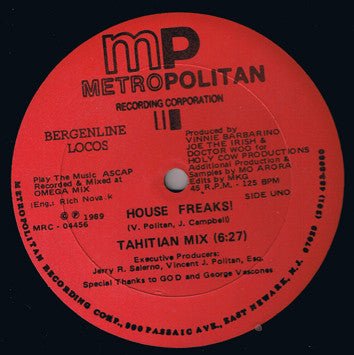 mp
METROPOLITAN
RECORDING CORPORATION
BERGENLINE
LOCOS
Play The Music ASCAP
Recorded & Mixed at
OMEGA MIX
(Eng.: Rich Novak)
℗ © 1989
MRC - 04456
Produced by
VINNIE BARBARINO
JOE THE IRISH &
DOCTOR WOO for
HOLY COW PRODUCTIONS
Additional Production &
Samples by MO ARORA
Edits by MKG
45 R.P.M. - 125 BPM
SIDE UNO
HOUSE FREAKS!
(V. Politan, J. Campbell)
TAHITIAN MIX (6:27)
Executive Producers:
Jerry R. Salerno, Vincent J. Politan, Esq.
Special Thanks to GOD and George Vascones
METROPOLITAN RECORDING CORP., 900 PASSAIC AVE., EAST NEWARK, N.J. 07029 (201)